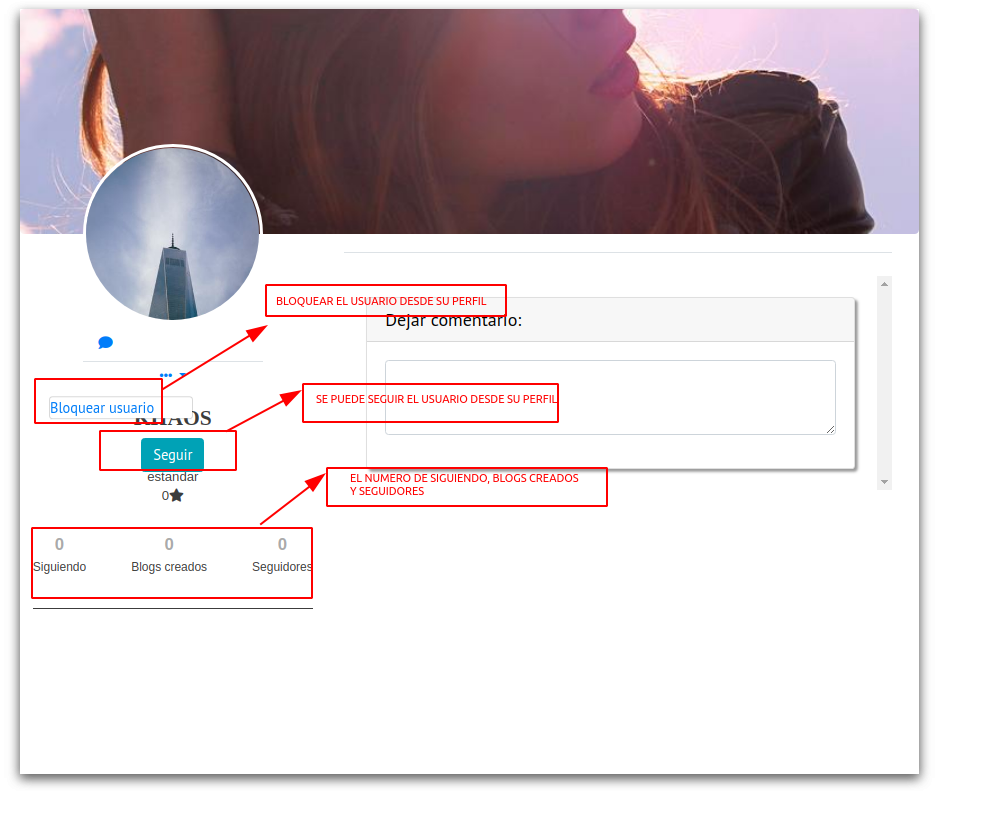 BLOQUEAR EL USUARIO DESDE SU PERFIL
Dejar comentario:
Bloquear usuario
KHAOS
SE PUEDE SEGUIR EL USUARIO DESDE SU PERFIL
Seguir
estandar
0
EL NUMERO DE SIGUIENDO, BLOGS CREADOS
Y SEGUIDORES
0 0 0
Siguiendo Blogs creados Seguidores